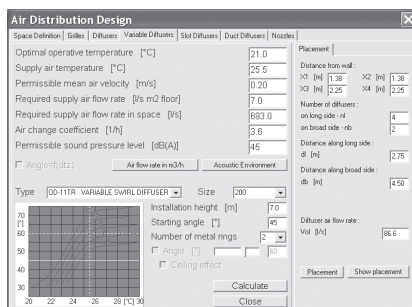 Air Distribution Design
Space Definition | Grilles | Diffusers | Variable Diffusers | Slot Diffusers | Duct Diffusers | Nozzles
Optimal operative temperature [°C] 21.0
Supply air temperature [°C] 25.5
Permissible mean air velocity [m/s] 0.20
Required supply air flow rate [l/s m2 floor] 7.0
Required supply air flow rate in space [l/s] 693.0
Air change coefficient [1/h] 3.6
Permissible sound pressure level [dB(A)] 45
Angle=f(dtz) Air flow rate in m3/h Acoustic Environment
Type OD-11TR VARIABLE SWIRL DIFFUSER Size 200
Installation height [m] 7.0
Starting angle [°] 45
Number of metal rings 2
Angle [°] 60
Ceiling effect
Calculate
Close
70
[°]
60
50
40
30
20 22 24 26 28 [°C] 30
Placement
Distance from wall :
X1 [m] 1.38 X2 [m] 1.38
X3 [m] 2.25 X4 [m] 2.25
Number of diffusers :
on long side - nl 4
on broad side - nb 2
Distance along long side :
dl [m] 2.75
Distance along broad side :
db [m] 4.50
Diffuser air flow rate :
Vol [l/s] 86.6
Placement Show placement